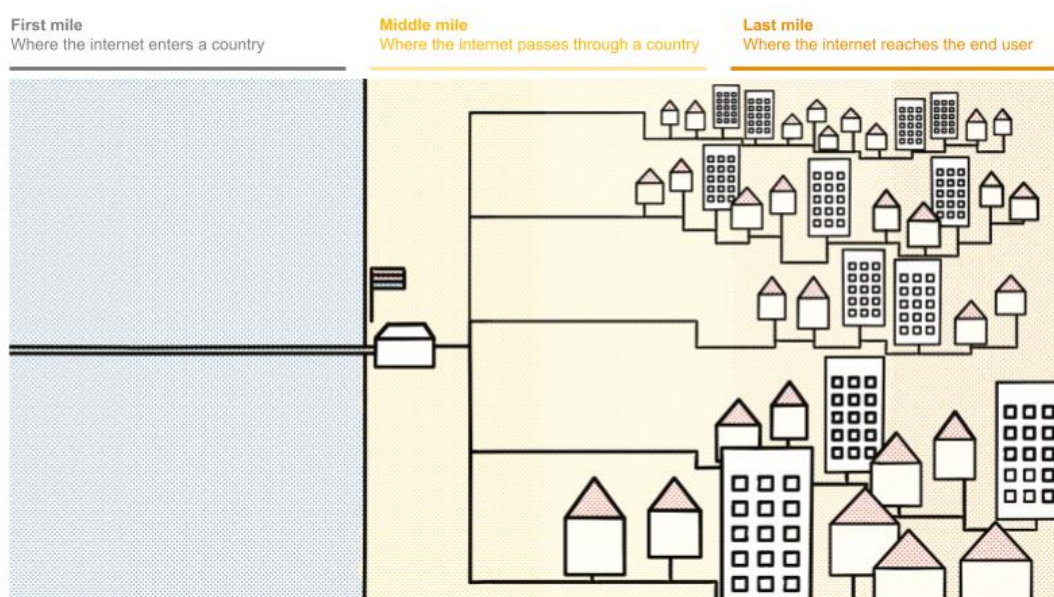 First mile
Where the internet enters a country
Middle mile
Where the internet passes through a country
Last mile
Where the internet reaches the end user